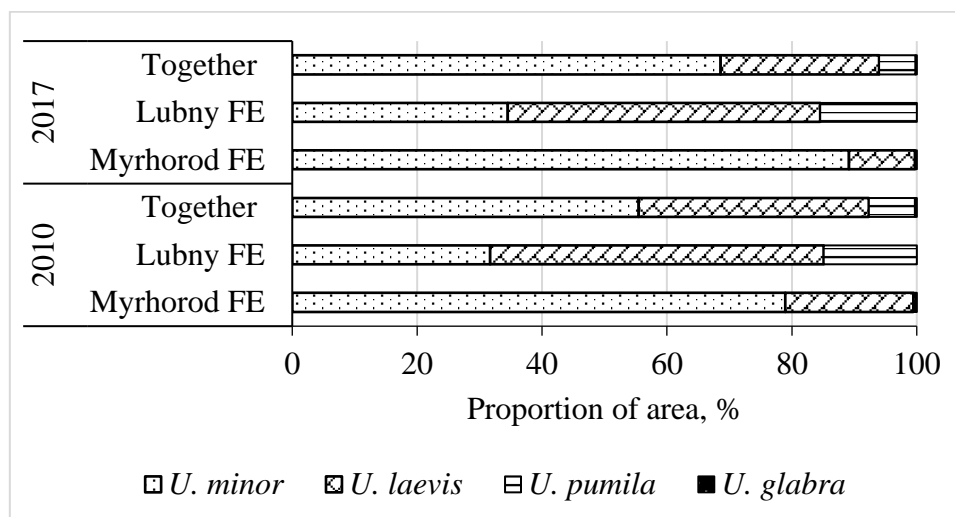 2017
Together
Lubny FE
Myrhorod FE
2010
Together
Lubny FE
Myrhorod FE
0 20 40 60 80 100
Proportion of area, %
U. minor U. laevis U. pumila U. glabra